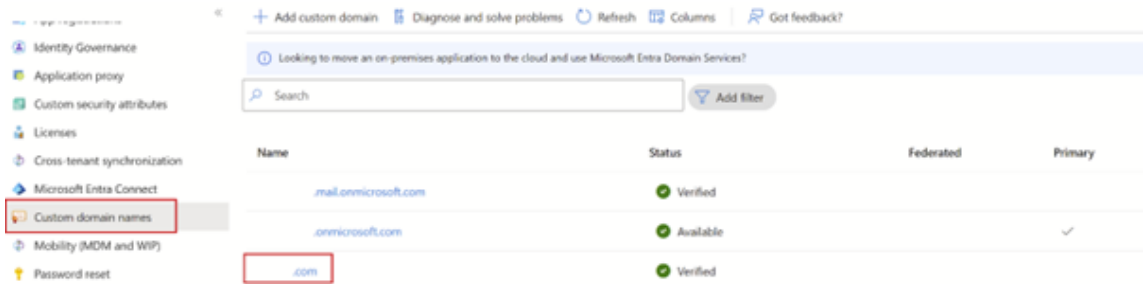 App registrations
Identity Governance
Application proxy
Custom security attributes
Licenses
Cross-tenant synchronization
Microsoft Entra Connect
Custom domain names
Mobility (MDM and WIP)
Password reset
Add custom domain Diagnose and solve problems Refresh Columns Got feedback?
Looking to move an on-premises application to the cloud and use Microsoft Entra Domain Services?
Search Add filter
Name Status Federated Primary
.mail.onmicrosoft.com Verified
.onmicrosoft.com Available
.com Verified